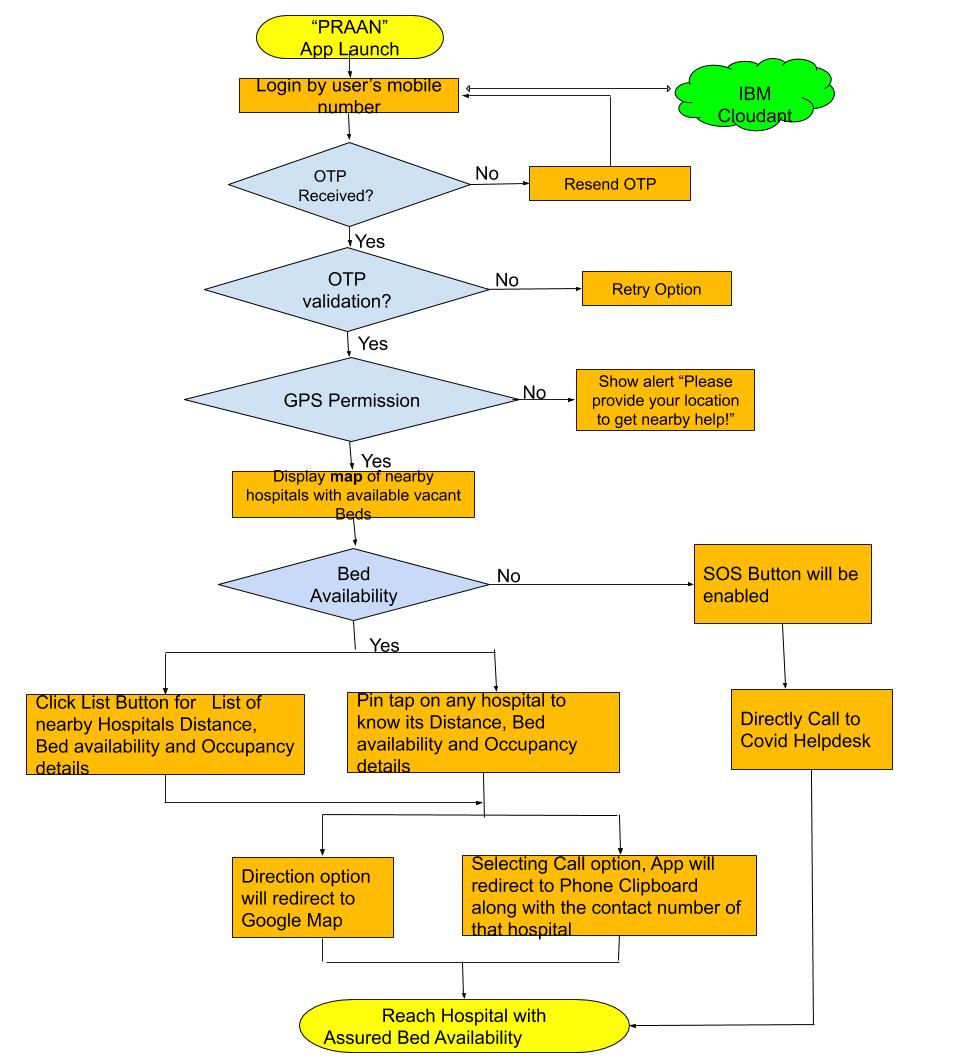 “PRAAN”
App Launch
Login by user’s mobile
number
IBM
Cloudant
OTP
Received?
No
Resend OTP
Yes
OTP
validation?
No
Retry Option
Yes
GPS Permission
No
Show alert “Please
provide your location
to get nearby help!”
Yes
Display map of nearby
hospitals with available vacant
Beds
Bed
Availability
No
SOS Button will be
enabled
Yes
Click List Button for   List of
nearby Hospitals Distance,
Bed availability and Occupancy
details
Pin tap on any hospital to
know its Distance, Bed
availability and Occupancy
details
Directly Call to
Covid Helpdesk
Direction option
will redirect to
Google Map
Selecting Call option, App will
redirect to Phone Clipboard
along with the contact number of
that hospital
Reach Hospital with
Assured Bed Availability